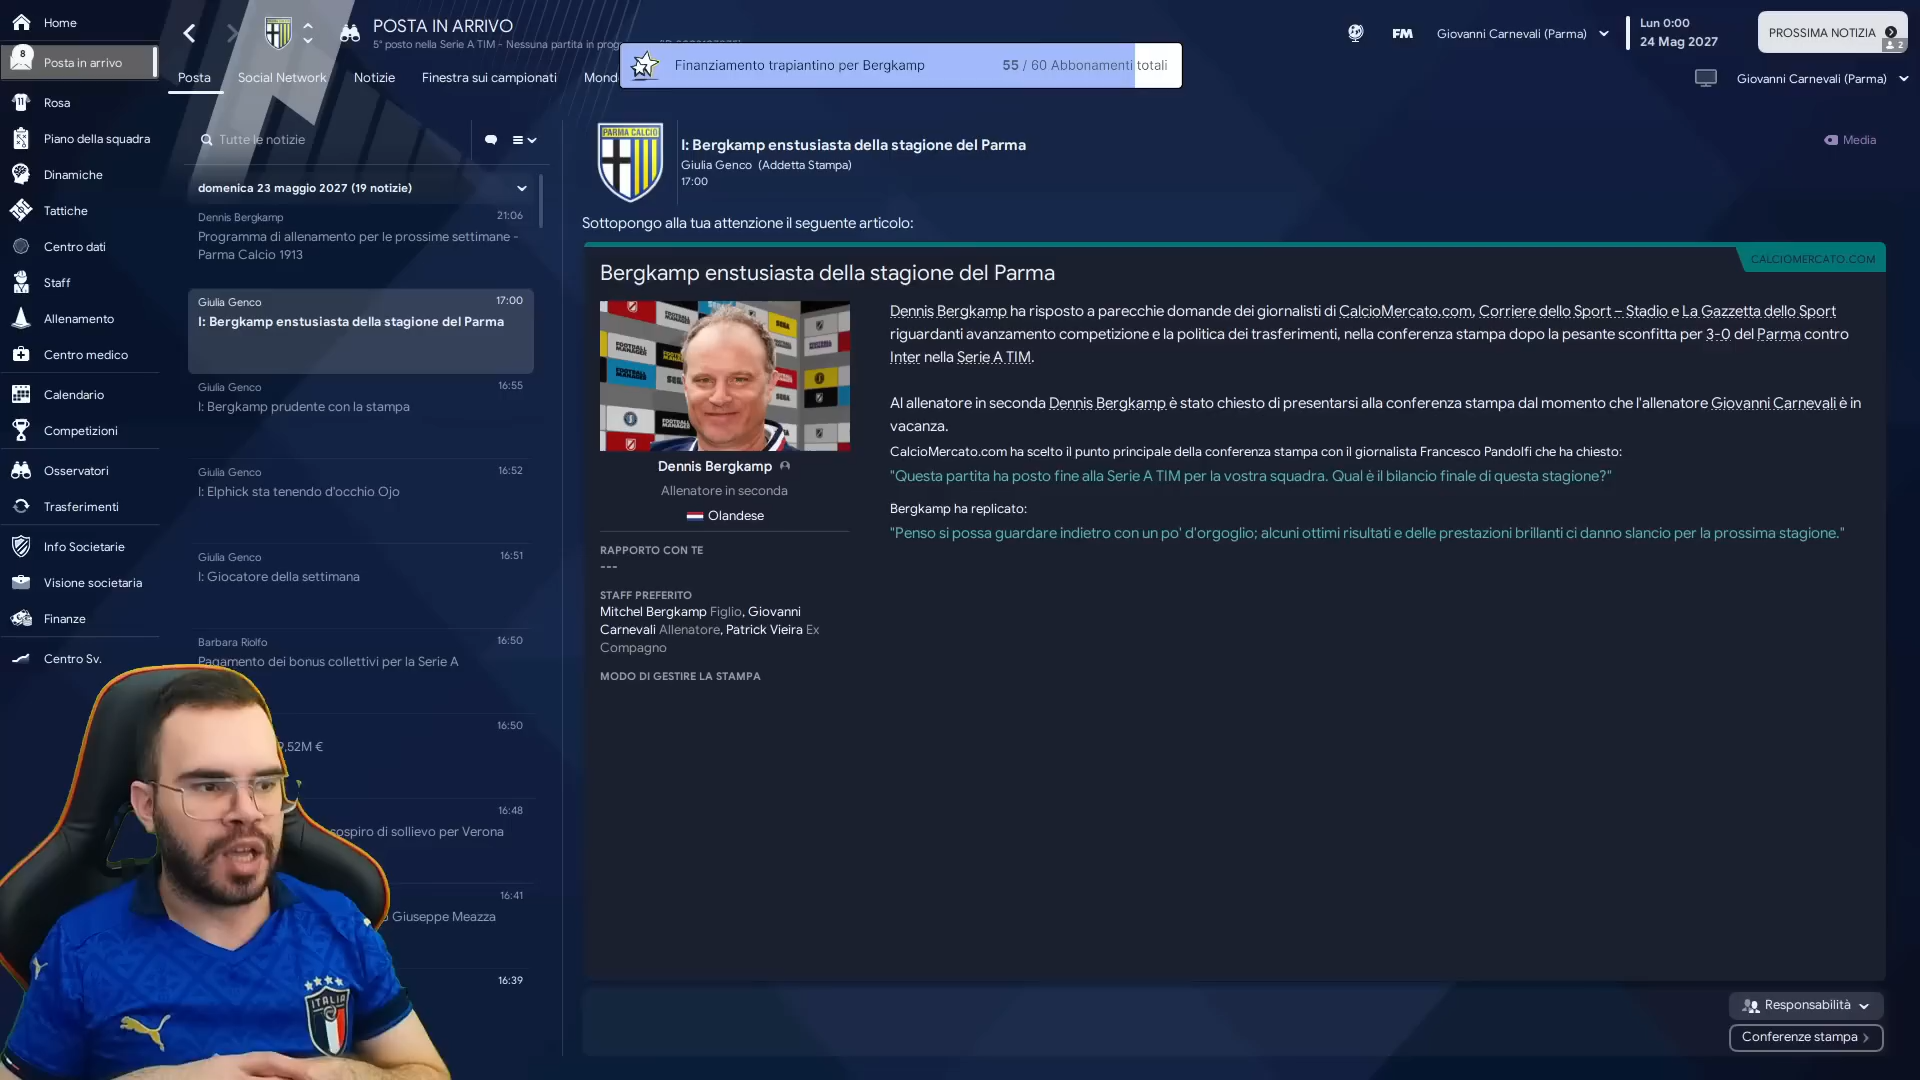 Home
8
Posta in arrivo
Rosa
Piano della squadra
Dinamiche
Tattiche
Centro dati
Staff
Allenamento
Centro medico
Calendario
Competizioni
Osservatori
Trasferimenti
Info Societarie
Visione societaria
Finanze
Centro Sv.
POSTA IN ARRIVO
5° posto nella Serie A TIM - Nessuna partita in prog
Posta
Social Network
Notizie
Finestra sui campionati
Mond
Finanziamento trapiantino per Bergkamp
55 / 60 Abbonamenti totali
FM
Giovanni Carnevali (Parma)
Lun 0:00
24 Mag 2027
PROSSIMA NOTIZIA
2
Giovanni Carnevali (Parma)
Tutte le notizie
domenica 23 maggio 2027 (19 notizie)
Dennis Bergkamp
21:06
Programma di allenamento per le prossime settimane -
Parma Calcio 1913
Giulia Genco
17:00
I: Bergkamp enstusiasta della stagione del Parma
Giulia Genco
16:55
I: Bergkamp prudente con la stampa
Giulia Genco
16:52
I: Elphick sta tenendo d'occhio Ojo
Giulia Genco
16:51
I: Giocatore della settimana
Barbara Riolfo
16:50
Pagamento dei bonus collettivi per la Serie A
16:50
9,52M €
16:48
sospiro di sollievo per Verona
16:41
o Giuseppe Meazza
16:39
PARMA CALCIO
I: Bergkamp enstusiasta della stagione del Parma
Giulia Genco (Addetta Stampa)
17:00
Media
Sottopongo alla tua attenzione il seguente articolo:
CALCIOMERCATO.COM
Bergkamp enstusiasta della stagione del Parma
FOOTBALL MANAGER
SEGA
Dennis Bergkamp
Allenatore in seconda
Olandese
RAPPORTO CON TE
---
STAFF PREFERITO
Mitchel Bergkamp Figlio, Giovanni
Carnevali Allenatore, Patrick Vieira Ex
Compagno
MODO DI GESTIRE LA STAMPA
Dennis Bergkamp ha risposto a parecchie domande dei giornalisti di CalcioMercato.com, Corriere dello Sport – Stadio e La Gazzetta dello Sport
riguardanti avanzamento competizione e la politica dei trasferimenti, nella conferenza stampa dopo la pesante sconfitta per 3-0 del Parma contro
Inter nella Serie A TIM.
Al allenatore in seconda Dennis Bergkamp è stato chiesto di presentarsi alla conferenza stampa dal momento che l'allenatore Giovanni Carnevali è in
vacanza.
CalcioMercato.com ha scelto il punto principale della conferenza stampa con il giornalista Francesco Pandolfi che ha chiesto:
"Questa partita ha posto fine alla Serie A TIM per la vostra squadra. Qual è il bilancio finale di questa stagione?"
Bergkamp ha replicato:
"Penso si possa guardare indietro con un po' d'orgoglio; alcuni ottimi risultati e delle prestazioni brillanti ci danno slancio per la prossima stagione."
Responsabilità
Conferenze stampa
ITALIA